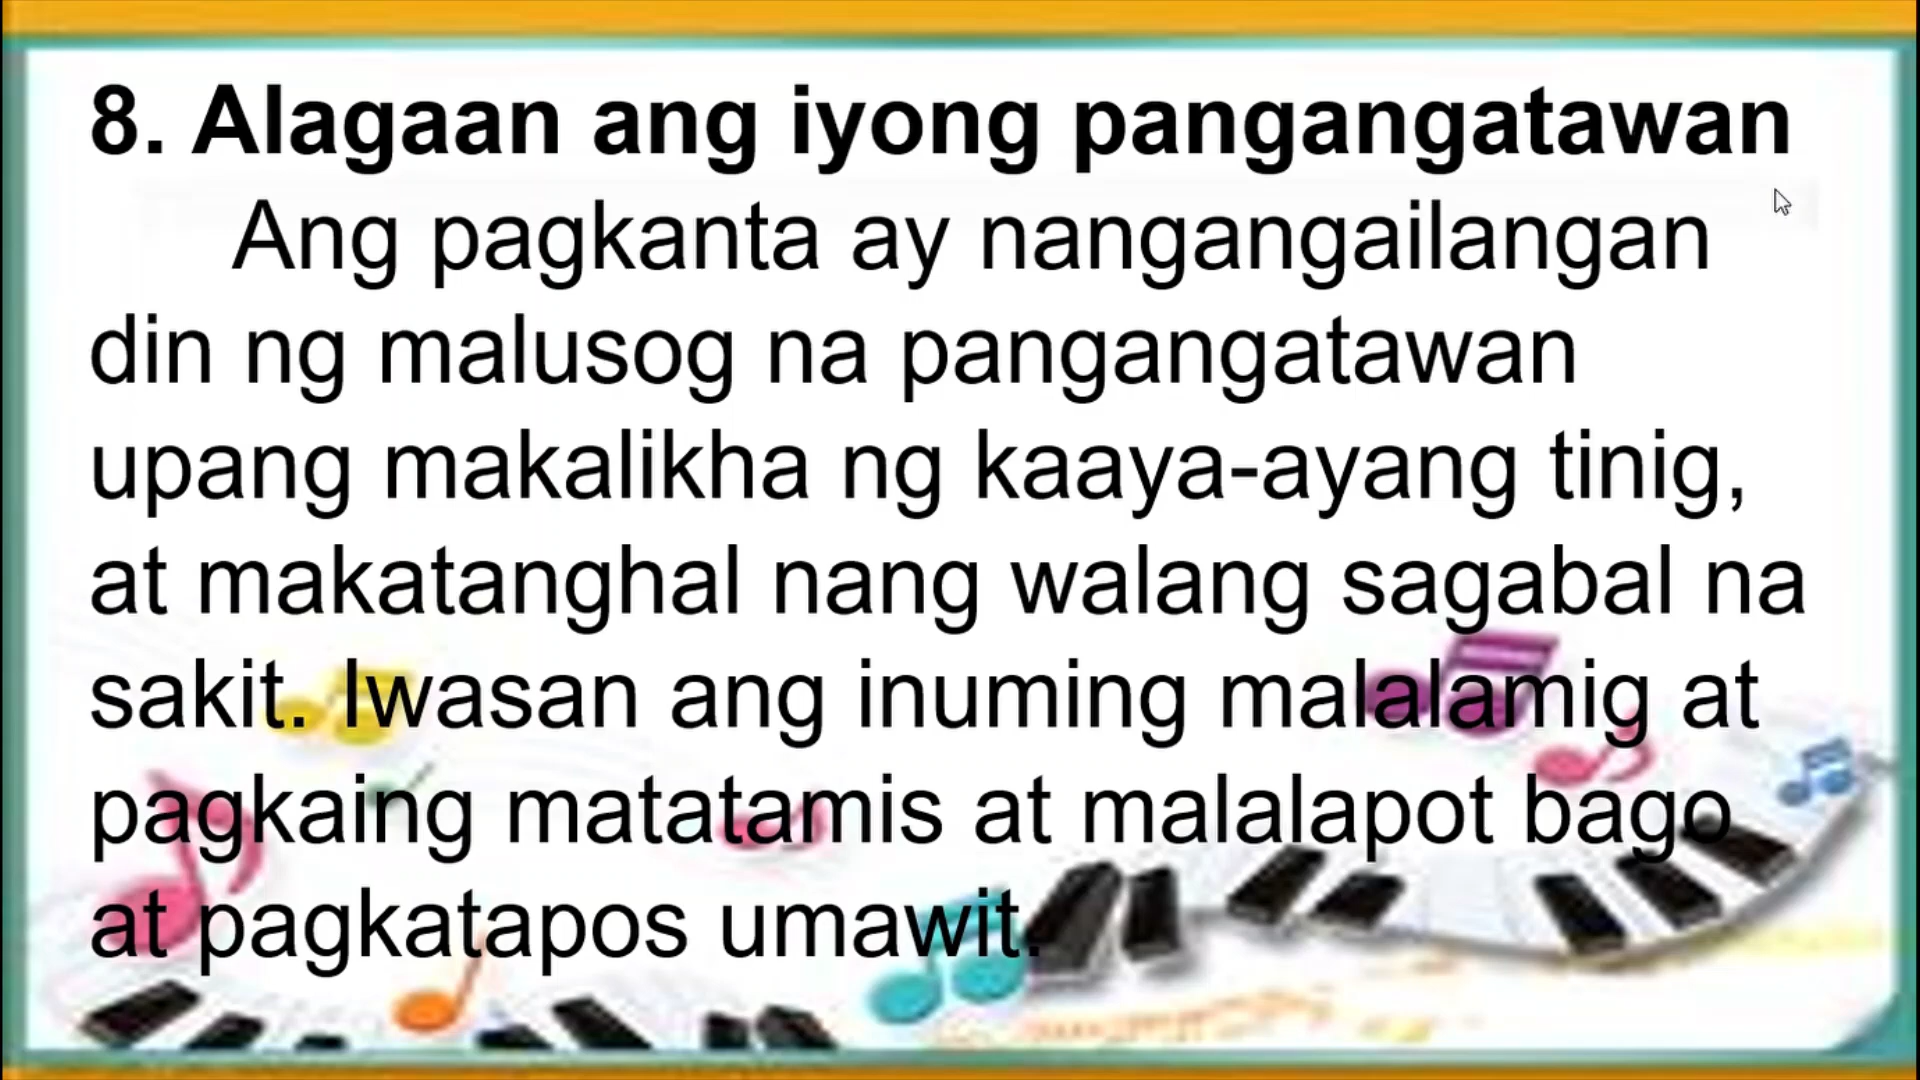 8. Alagaan ang iyong pangangatawan
Ang pagkanta ay nangangailangan
din ng malusog na pangangatawan
upang makalikha ng kaaya-ayang tinig,
at makatanghal nang walang sagabal na
sakit. Iwasan ang inuming malalamig at
pagkaing matatamis at malalapot bago
at pagkatapos umawit.